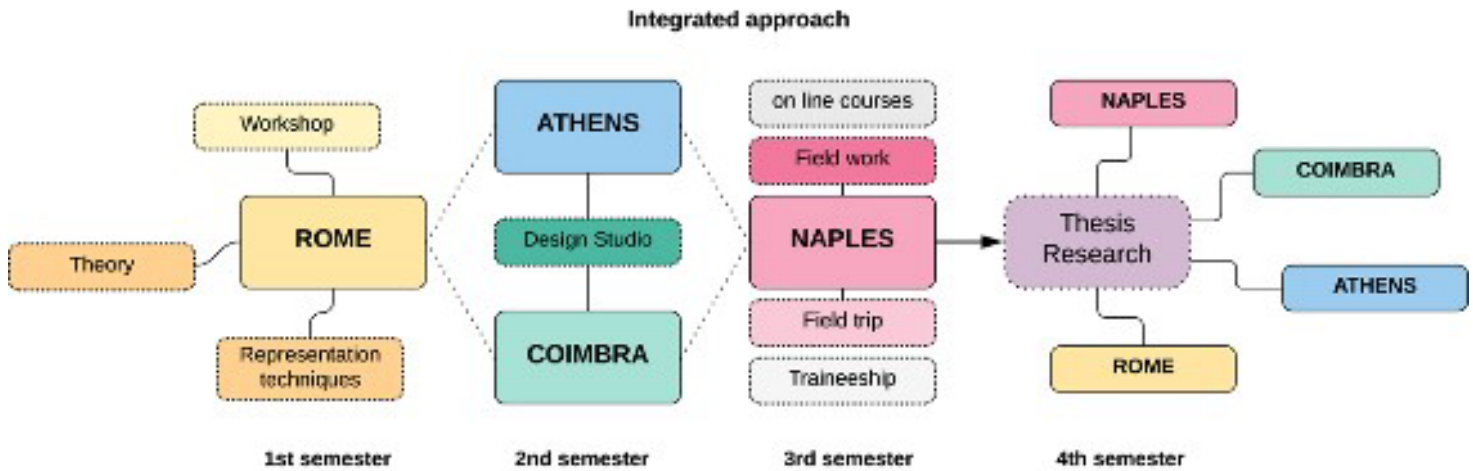 Integrated approach
Workshop
ROME
Theory
Representation
techniques
1st semester
ATHENS
Design Studio
COIMBRA
2nd semester
on line courses
Field work
NAPLES
Field trip
Traineeship
3rd semester
NAPLES
COIMBRA
Thesis
Research
ATHENS
ROME
4th semester